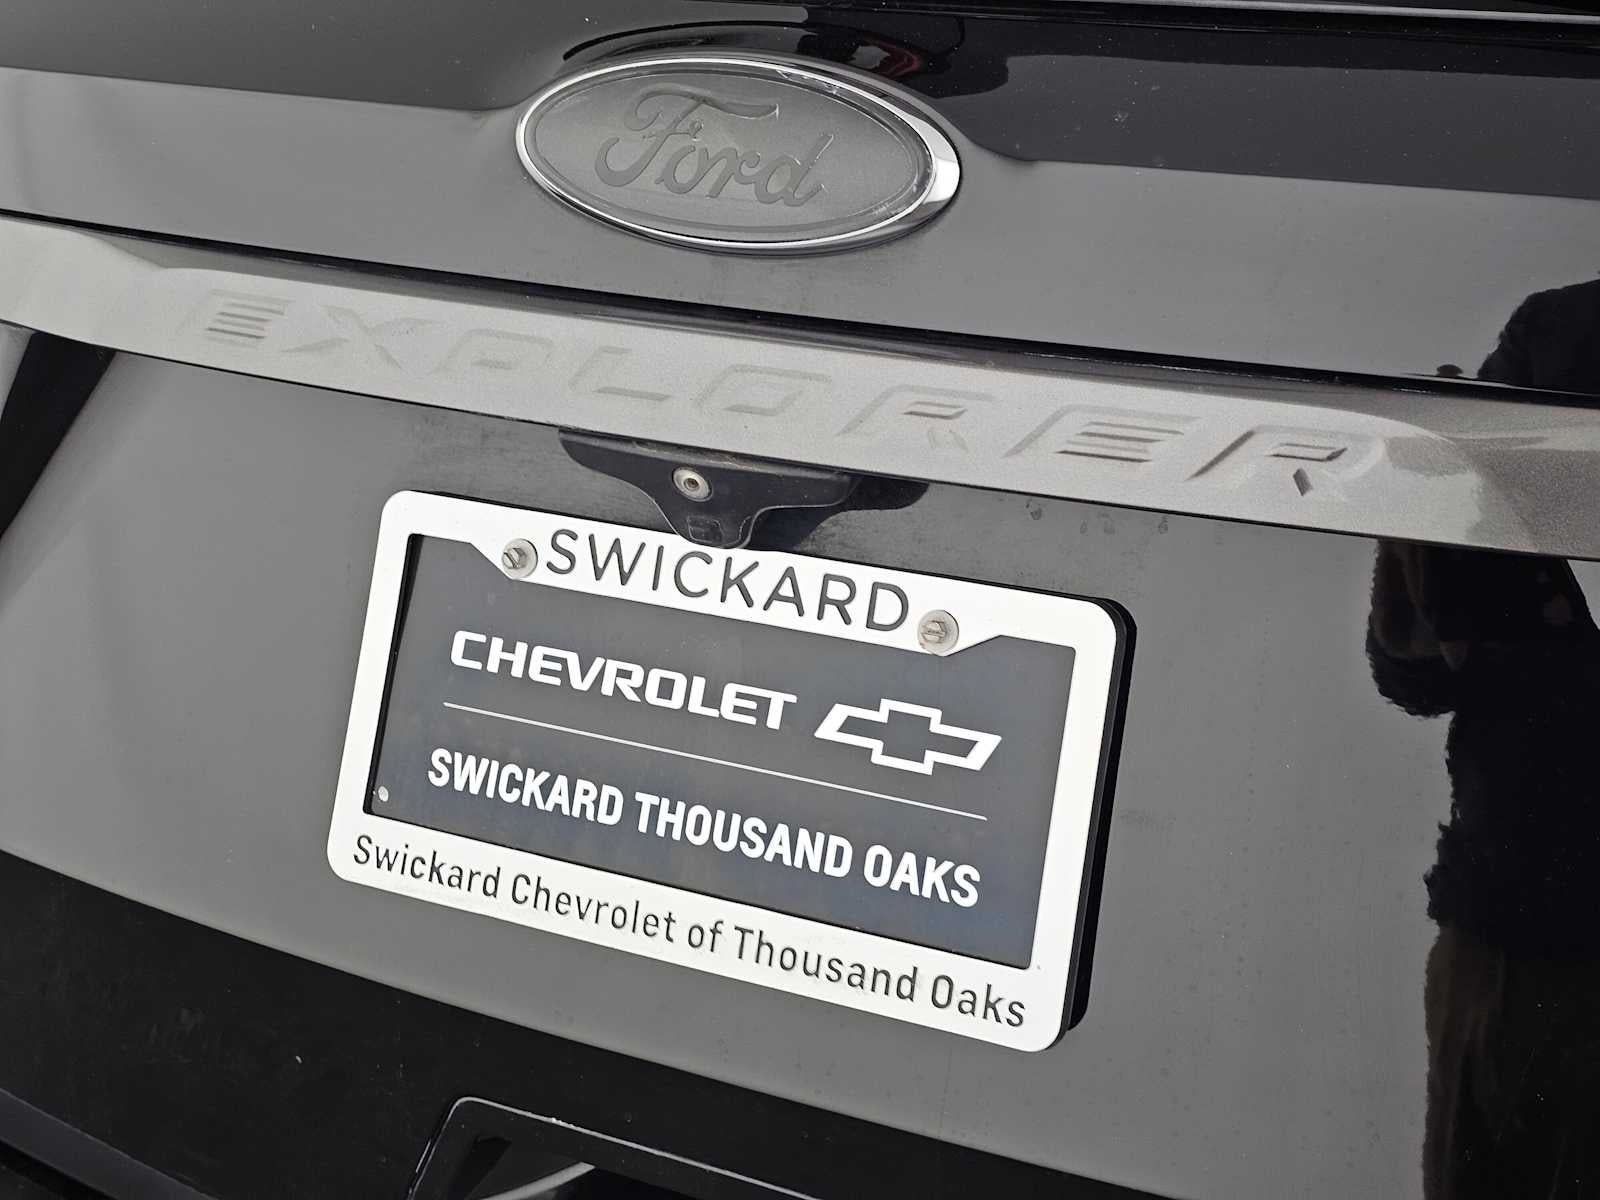 Ford
EXPLORER
SWICKARD
CHEVROLET
SWICKARD THOUSAND OAKS
Swickard Chevrolet of Thousand Oaks